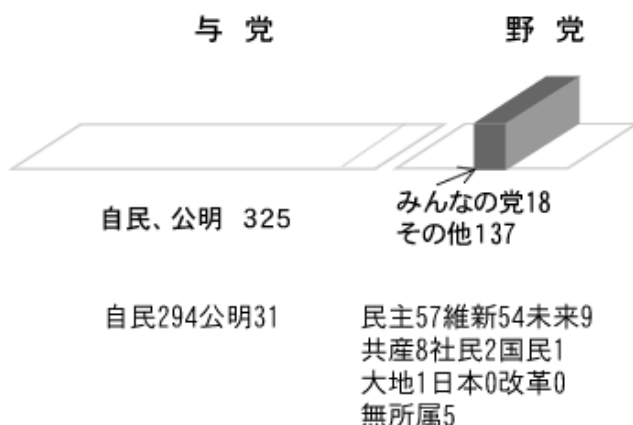 与 党
野 党
自民、公明 325
みんなの党18
その他137
自民294公明31
民主57維新54未来9
共産8社民2国民1
大地1日本0改革0
無所属5